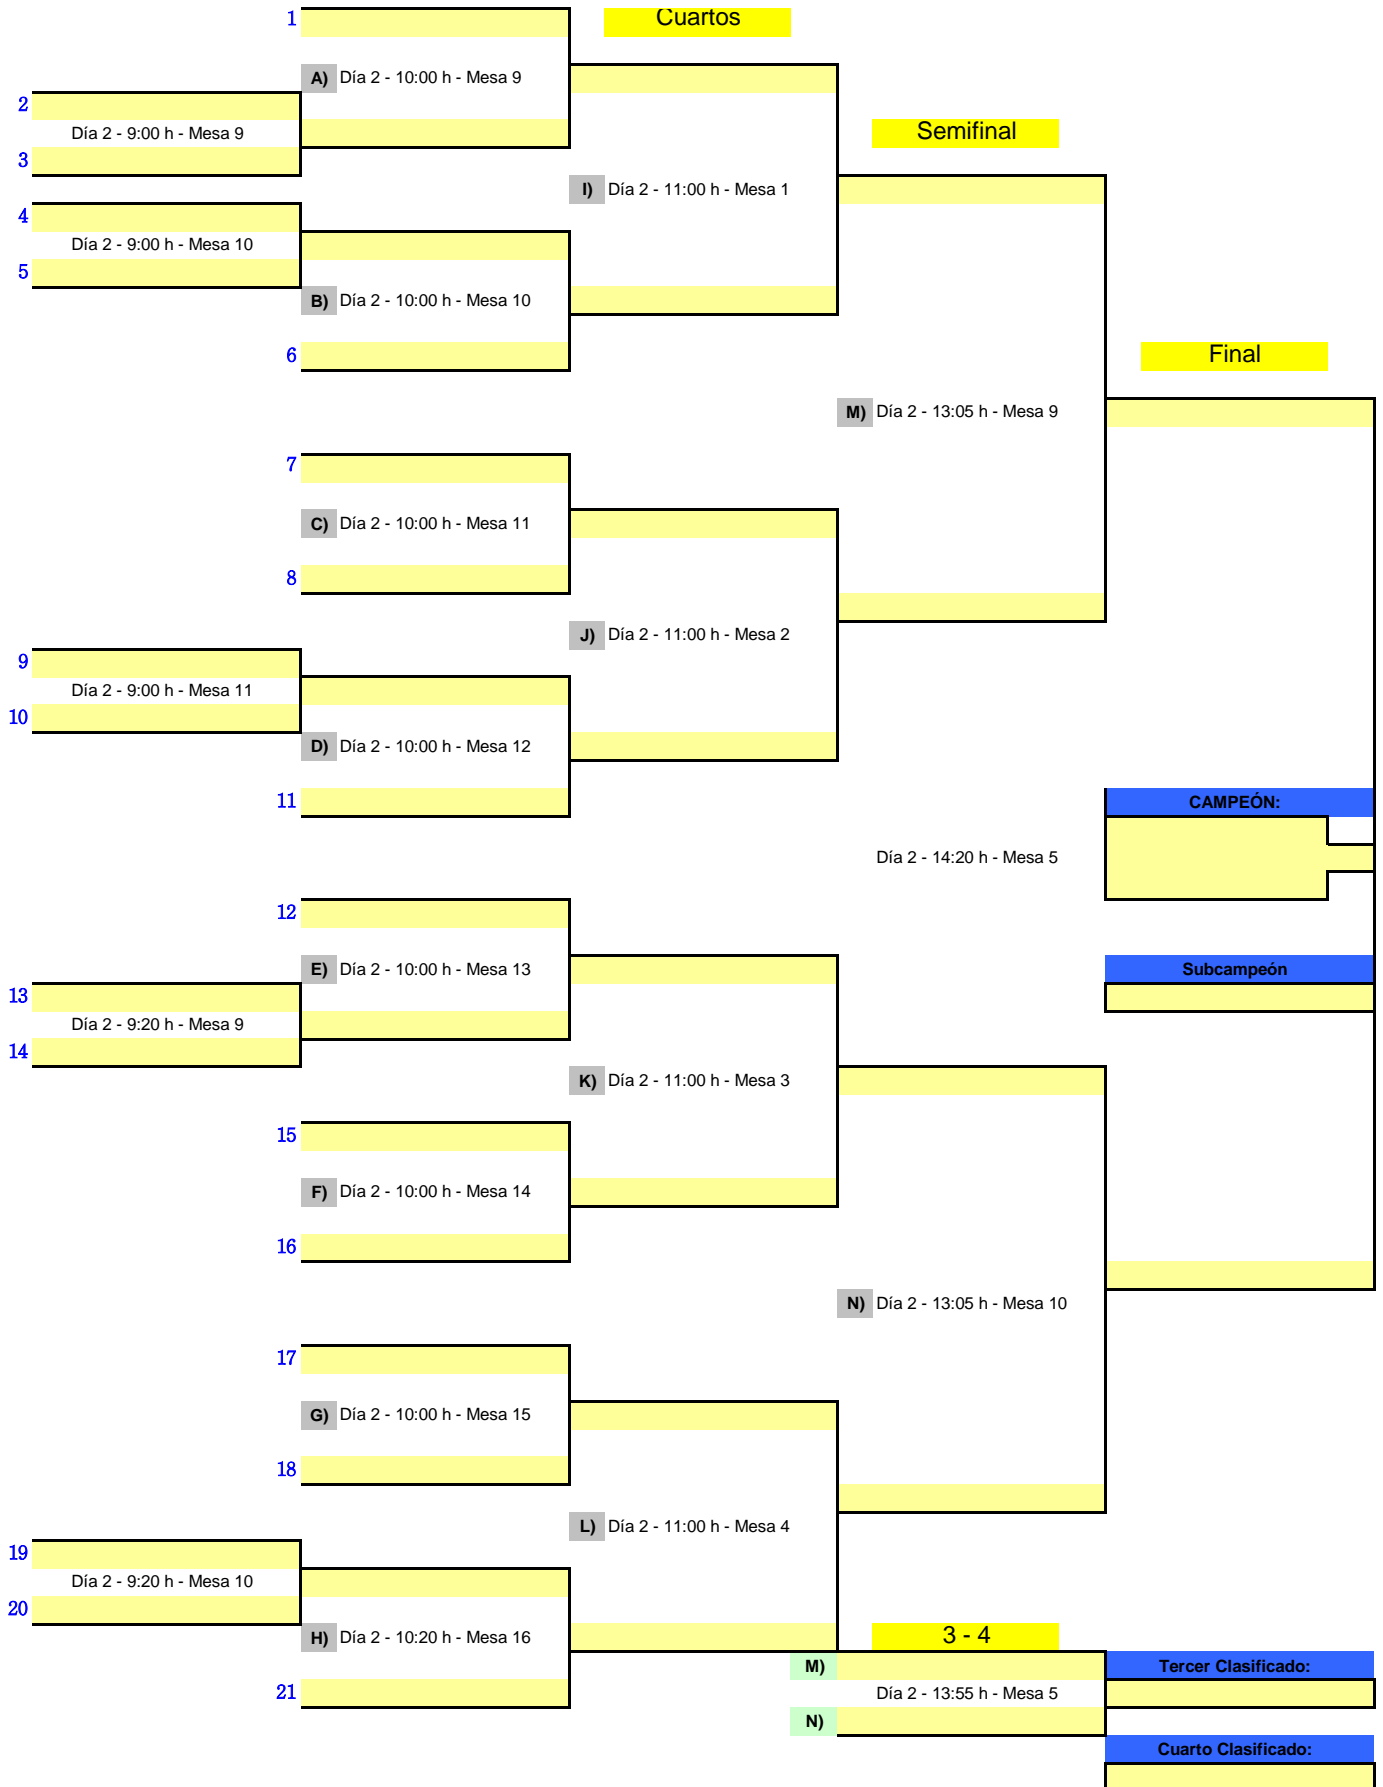 1
Cuartos
A) Día 2 - 10:00 h - Mesa 9
2
Día 2 - 9:00 h - Mesa 9
Semifinal
3
I) Día 2 - 11:00 h - Mesa 1
4
Día 2 - 9:00 h - Mesa 10
5
B) Día 2 - 10:00 h - Mesa 10
6
Final
M) Día 2 - 13:05 h - Mesa 9
7
C) Día 2 - 10:00 h - Mesa 11
8
J) Día 2 - 11:00 h - Mesa 2
9
Día 2 - 9:00 h - Mesa 11
10
D) Día 2 - 10:00 h - Mesa 12
11
CAMPEÓN:
Día 2 - 14:20 h - Mesa 5
12
E) Día 2 - 10:00 h - Mesa 13
Subcampeón
13
Día 2 - 9:20 h - Mesa 9
14
K) Día 2 - 11:00 h - Mesa 3
15
F) Día 2 - 10:00 h - Mesa 14
16
N) Día 2 - 13:05 h - Mesa 10
17
G) Día 2 - 10:00 h - Mesa 15
18
L) Día 2 - 11:00 h - Mesa 4
19
Día 2 - 9:20 h - Mesa 10
20
H) Día 2 - 10:20 h - Mesa 16
3 - 4
M)
Tercer Clasificado:
21
Día 2 - 13:55 h - Mesa 5
N)
Cuarto Clasificado: